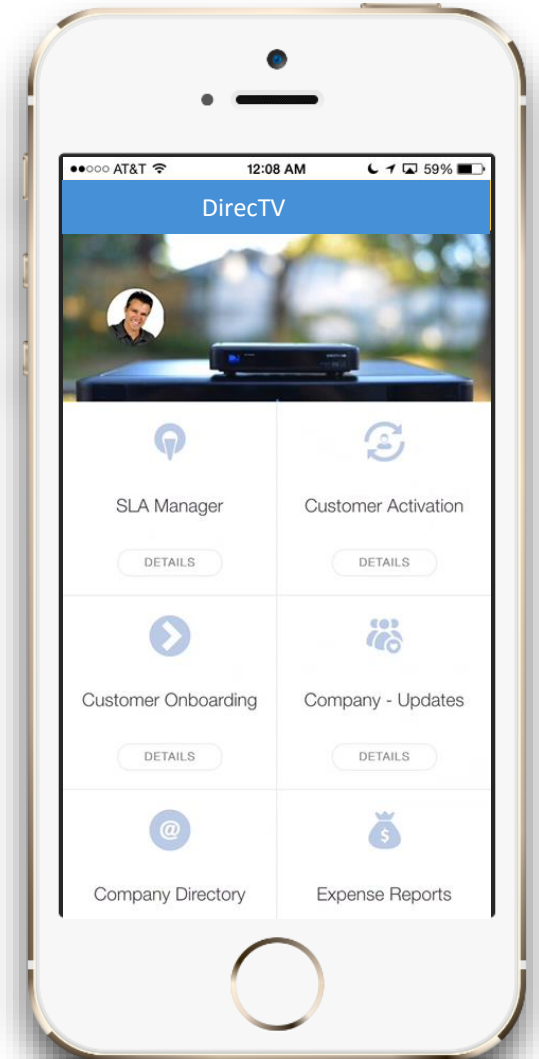 AT&T 12:08 AM 59%
DirecTV
SLA Manager Customer Activation
DETAILS DETAILS
Customer Onboarding Company - Updates
DETAILS DETAILS
@ $
Company Directory Expense Reports